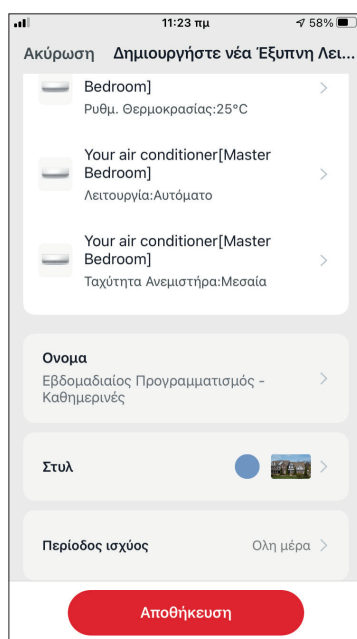 11:23 πμ
58%
Ακύρωση Δημιουργήστε νέα Έξυπνη Λει...
Bedroom]
Ρυθμ. Θερμοκρασίας:25°C
Your air conditioner[Master
Bedroom]
Λειτουργία:Αυτόματο
Your air conditioner[Master
Bedroom]
Ταχύτητα Ανεμιστήρα:Μεσαία
Ονομα
Εβδομαδιαίος Προγραμματισμός -
Καθημερινές
Στυλ
Περίοδος ισχύος Ολη μέρα
Αποθήκευση